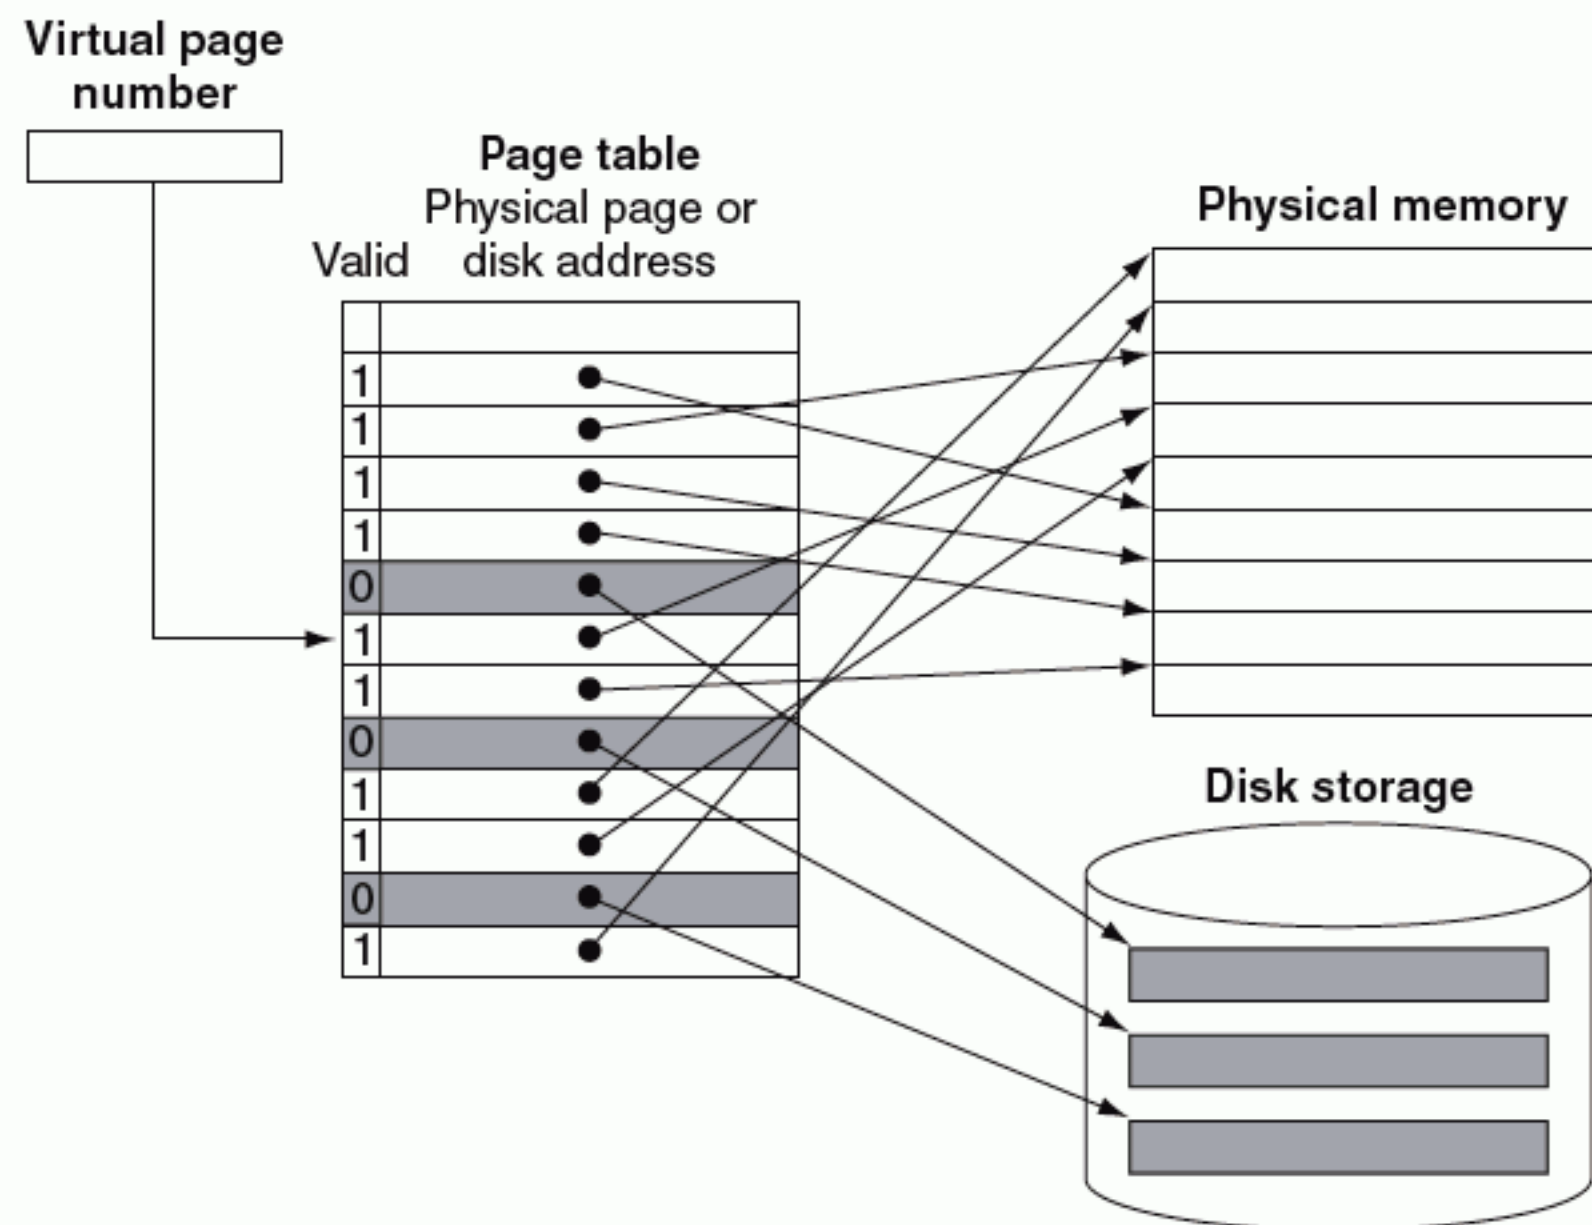 Virtual page
number
Page table
Physical page or
Valid disk address
Physical memory
1
1
1
1
0
1
1
0
1
1
0
1
Disk storage